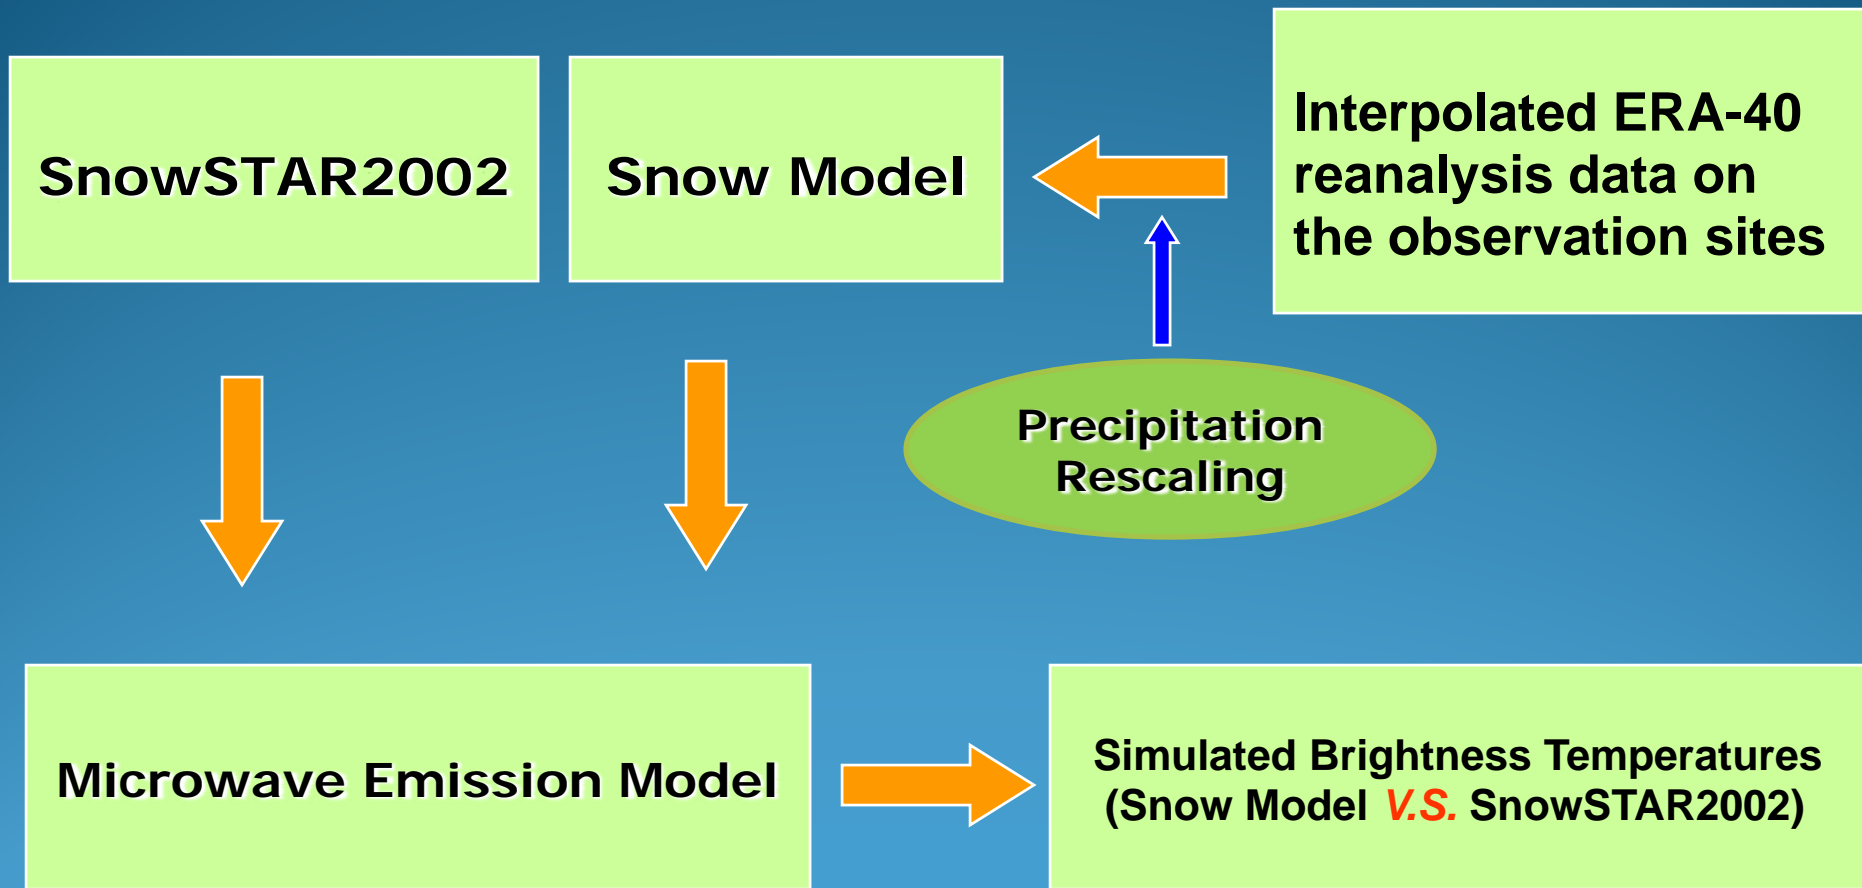 SnowSTAR2002
Snow Model
Interpolated ERA-40
reanalysis data on
the observation sites
Precipitation
Rescaling
Microwave Emission Model
Simulated Brightness Temperatures
(Snow Model V.S. SnowSTAR2002)